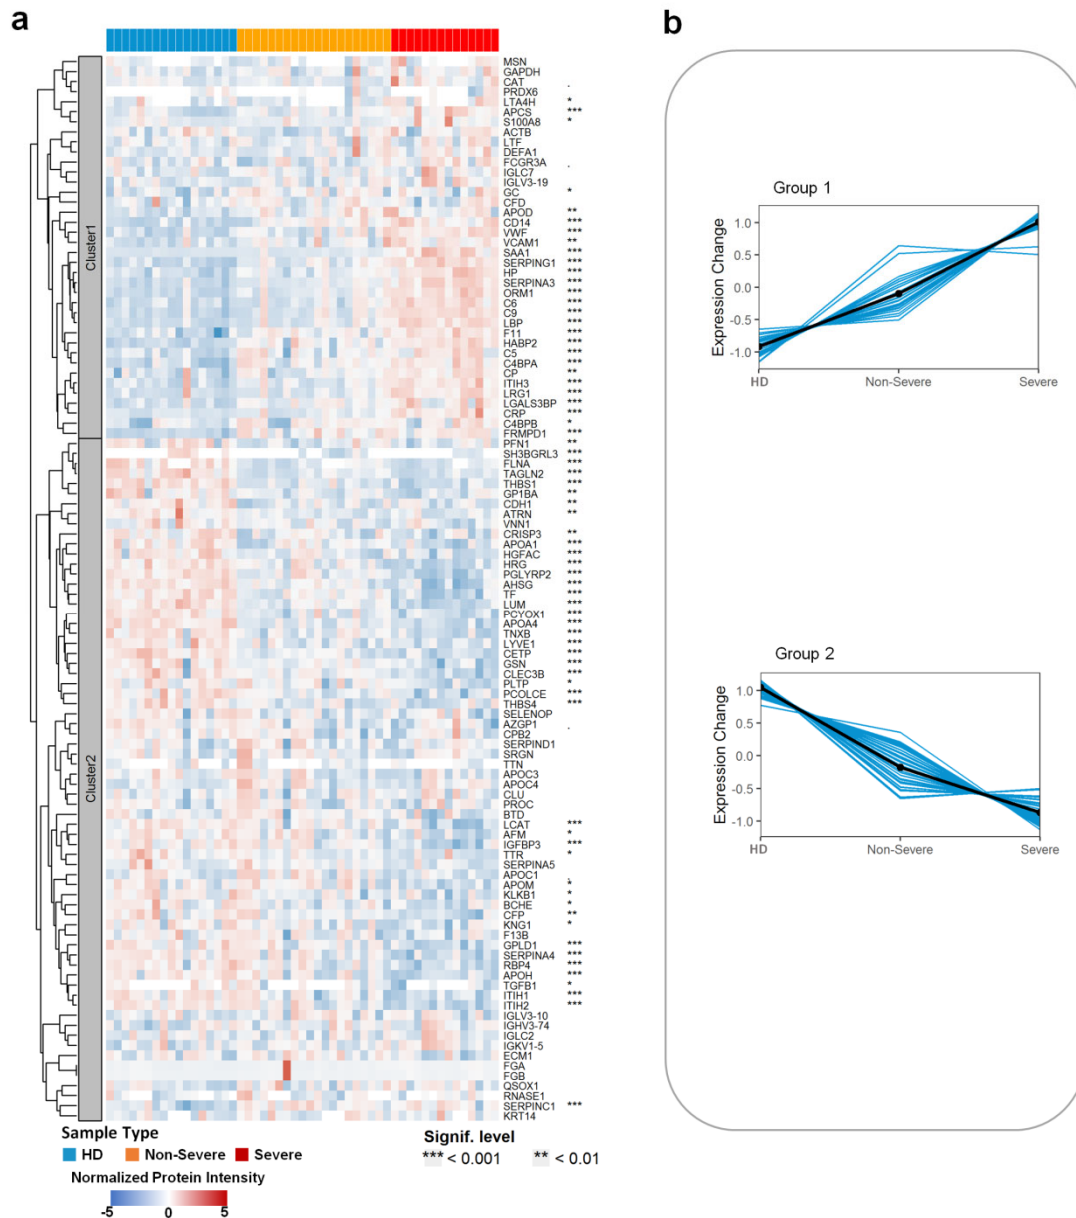 a
b
Cluster1
Cluster2
MSN
GAPDH
CAT .
PRDX6
LTA4H *
APCS ***
S100A8 *
ACTB
LTF
DEFA1
FCGR3A .
IGLC7
IGLV3-19
GC *
CFD
APOD **
CD14 ***
VWF ***
VCAM1 **
SAA1 ***
SERPING1 ***
HP ***
SERPINA3 ***
ORM1 ***
C6 ***
C9 ***
LBP ***
F11 ***
HABP2 ***
C5 ***
C4BPA ***
CP **
ITIH3 ***
LRG1 ***
LGALS3BP ***
CRP ***
C4BPB *
FRMPD1 ***
PFN1 **
SH3BGRL3 ***
FLNA ***
TAGLN2 ***
THBS1 ***
GP1BA **
CDH1 **
ATRN **
VNN1
CRISP3 **
APOA1 ***
HGFAC ***
HRG ***
PGLYRP2 ***
AHSG ***
TF ***
LUM ***
PCYOX1 ***
APOA4 ***
TNXB ***
LYVE1 ***
CETP ***
GSN ***
CLEC3B ***
PLTP *
PCOLCE ***
THBS4 ***
SELENOP
AZGP1 .
CPB2
SERPIND1
SRGN
TTN
APOC3
APOC4
CLU
PROC
BTD
LCAT ***
AFM *
IGFBP3 ***
TTR *
SERPINA5
APOC1 .
APOM *
KLKB1 *
BCHE *
CFP **
KNG1 *
F13B
GPLD1 ***
SERPINA4 ***
RBP4 ***
APOH ***
TGFB1 *
ITIH1 ***
ITIH2 ***
IGLV3-10
IGHV3-74
IGLC2
IGKV1-5
ECM1
FGA
FGB
QSOX1
RNASE1
SERPINC1 ***
KRT14
Sample Type
HD Non-Severe Severe
Normalized Protein Intensity
-5 0 5
Signif. level
*** < 0.001 ** < 0.01
Group 1
Expression Change
1.0
0.5
0.0
-0.5
-1.0
HD Non-Severe Severe
Group 2
Expression Change
1.0
0.5
0.0
-0.5
-1.0
HD Non-Severe Severe